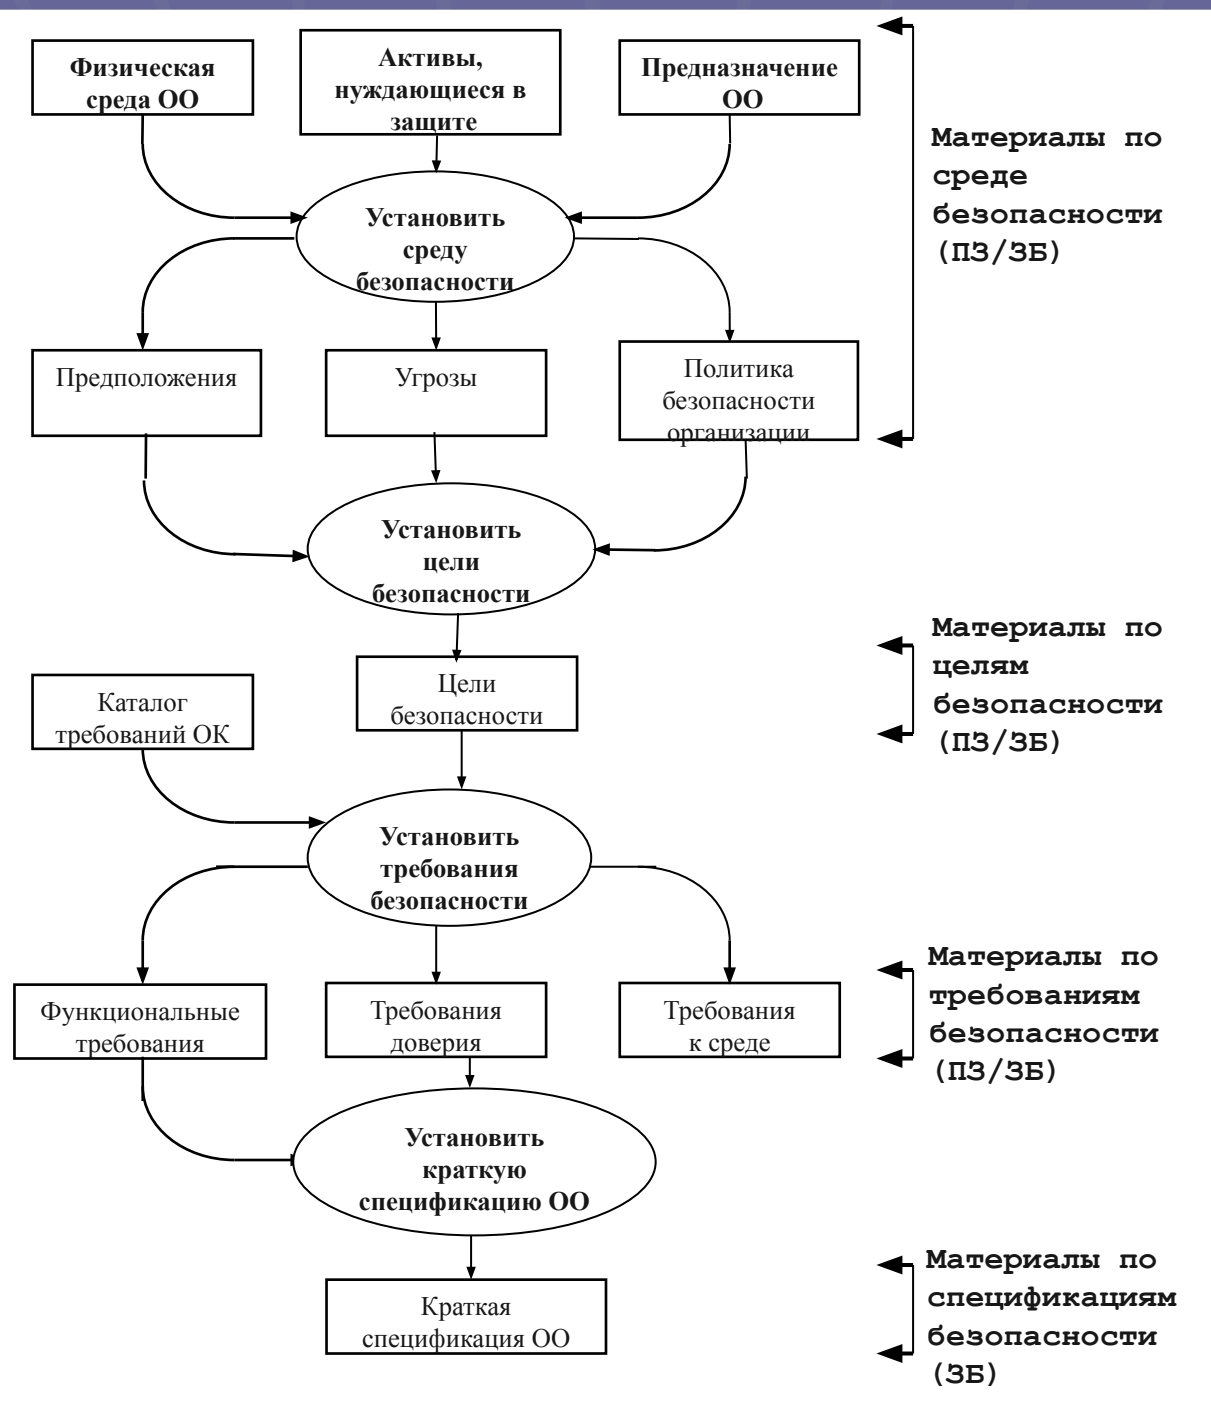 Физическая
среда ОО
Активы,
нуждающиеся в
защите
Предназначение
ОО
Материалы по
среде
безопасности
(ПЗ/ЗБ)
Установить
среду
безопасности
Предположения
Угрозы
Политика
безопасности
организации
Установить
цели
безопасности
Материалы по
целям
безопасности
(ПЗ/ЗБ)
Цели
безопасности
Каталог
требований ОК
Установить
требования
безопасности
Материалы по
требованиям
безопасности
(ПЗ/ЗБ)
Функциональные
требования
Требования
доверия
Требования
к среде
Установить
краткую
спецификацию ОО
Материалы по
спецификациям
безопасности
(ЗБ)
Краткая
спецификация ОО